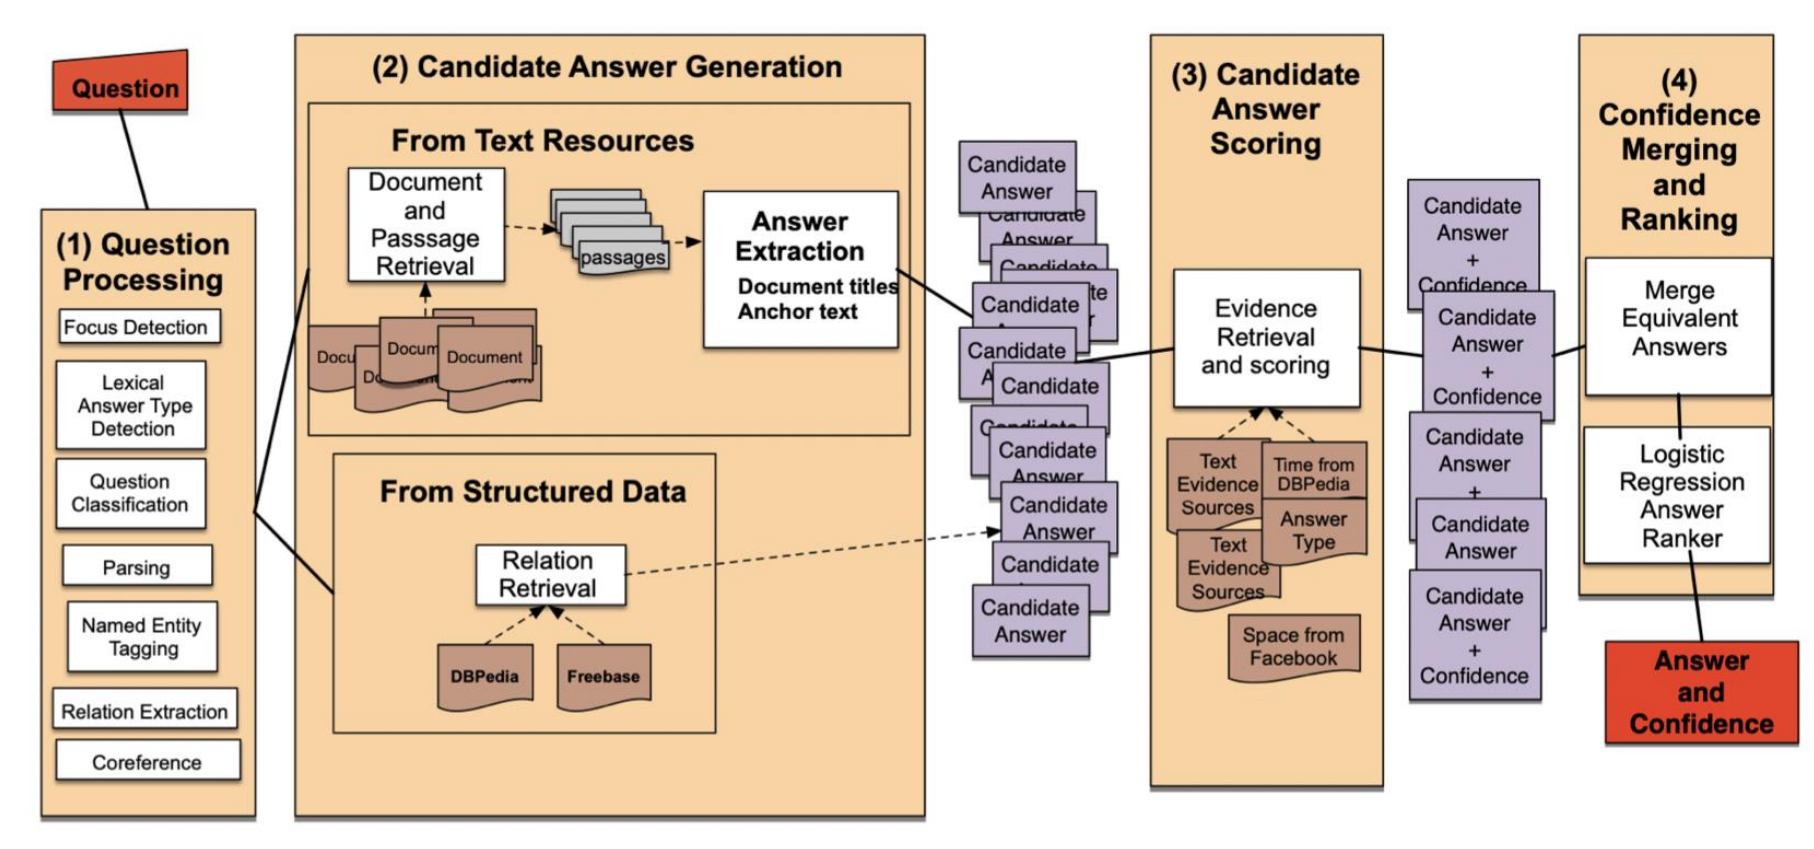 Question
(1) Question
Processing
Focus Detection
Lexical
Answer Type
Detection
Question
Classification
Parsing
Named Entity
Tagging
Relation Extraction
Coreference
(2) Candidate Answer Generation
From Text Resources
Document
and
Passsage
Retrieval
passages
Answer
Extraction
Document titles
Anchor text
Docu
Docum
Document
From Structured Data
Relation
Retrieval
DBPedia
Freebase
Candidate
Answer
Candidate
Answer
Candidate
Candidate
Candidate
Candidate
Candidate
Candidate
Answer
Candidate
Answer
Candidate
Candidate
Answer
(3) Candidate
Answer
Scoring
Evidence
Retrieval
and scoring
Text
Evidence
Sources
Time from
DBPedia
Answer
Type
Text
Evidence
Sources
Space from
Facebook
Candidate
Answer
+
Confidence
Candidate
Answer
+
Confidence
Candidate
Answer
+
Candidate
Answer
Candidate
Answer
+
Confidence
(4)
Confidence
Merging
and
Ranking
Merge
Equivalent
Answers
Logistic
Regression
Answer
Ranker
Answer
and
Confidence